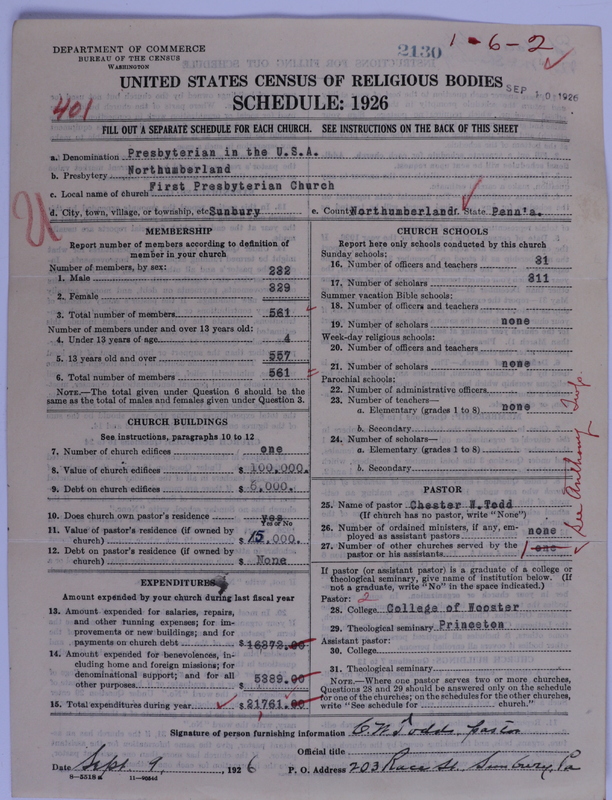 DEPARTMENT OF COMMERCE
BUREAU OF THE CENSUS
WASHINGTON
2130
1-6-2
UNITED STATES CENSUS OF RELIGIOUS BODIES
SEP 10 1926
401
SCHEDULE: 1926
FILL OUT A SEPARATE SCHEDULE FOR EACH CHURCH. SEE INSTRUCTIONS ON THE BACK OF THIS SHEET
a. Denomination Presbyterian in the U.S.A.
b. Presbytery Northumberland
c. Local name of church First Presbyterian Church
d. City, town, village, or township, etc. Sunbury e. County Northumberland f. State Penn'a.
MEMBERSHIP
Report number of members according to definition of
member in your church
Number of members, by sex:
1. Male 232
2. Female 329
3. Total number of members 561
Number of members under and over 13 years old:
4. Under 13 years of age 4
5. 13 years old and over 557
6. Total number of members 561
NOTE.—The total given under Question 6 should be
same as the total of males and females given under Question 3.
CHURCH BUILDINGS
See instructions, paragraphs 10 to 12
7. Number of church edifices one
8. Value of church edifices $ 100,000.
9. Debt on church edifices $ 5,000.
10. Does church own pastor's residence yes
Yes or No
11. Value of pastor's residence (if owned by
church) $ 15,000.
12. Debt on pastor's residence (if owned by
church) $ None
EXPENDITURES
Amount expended by your church during last fiscal year
13. Amount expended for salaries, repairs,
and other running expenses; for im-
provements or new buildings; and for
payments on church debt $ 16372.00
14. Amount expended for benevolences, in-
cluding home and foreign missions; for
denominational support; and for all
other purposes 5389.00
15. Total expenditures during year $ 21761.00
CHURCH SCHOOLS
Report here only schools conducted by this church
Sunday schools:
16. Number of officers and teachers 31
17. Number of scholars 311
Summer vacation Bible schools:
18. Number of officers and teachers
19. Number of scholars none
Week-day religious schools:
20. Number of officers and teachers
21. Number of scholars none
Parochial schools:
22. Number of administrative officers
23. Number of teachers—
a. Elementary (grades 1 to 8) none
b. Secondary
24. Number of scholars—
a. Elementary (grades 1 to 8)
b. Secondary
PASTOR
25. Name of pastor Chester W. Todd
(If church has no pastor, write "None")
26. Number of ordained ministers, if any, em-
ployed as assistant pastors none
27. Number of other churches served by the
pastor or his assistants 1 one
See Anthony
If pastor (or assistant pastor) is a graduate of a college or
theological seminary, give name of institution below. (If
not a graduate, write "No" in the space indicated.)
Pastor: 2
28. College College of Wooster
29. Theological seminary Princeton
Assistant pastor:
30. College
31. Theological seminary
NOTE.—Where one pastor serves two or more churches,
Questions 28 and 29 should be answered only on the schedule
for one of the churches; on the schedules for the other churches,
write "See schedule for church."
Signature of person furnishing information C.W. Todd pastor
Official title
Date Sept. 9, 1926 P. O. Address 203 Race St. Sunbury, Pa
8—5518a 11—9034d